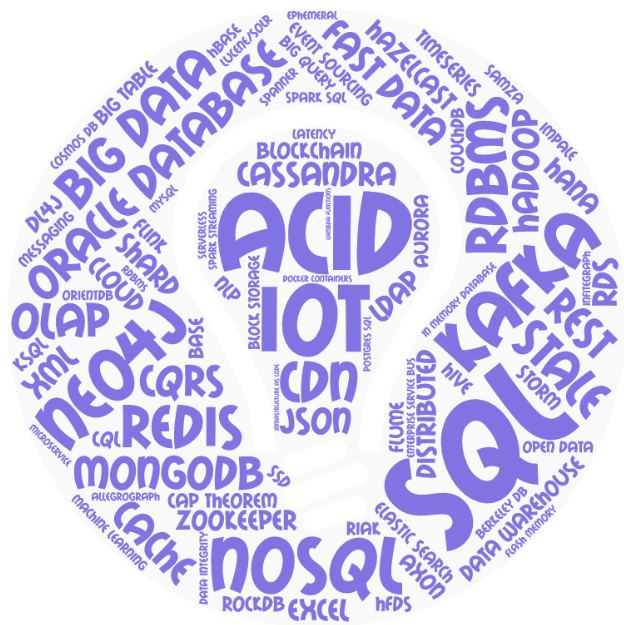 EPHEMERAL
HBASE
LUCENE/SOLR
EVENT SOURCING
BIG QUERY
FAST DATA
HAZELCAST
TIMESERIES
SPANNER
SPARK SQL
SAMZA
COSMOS DB
BIG TABLE
BIG DATA
ORACLE DATABASE
MYSQL
COUCHDB
RDBMS
HADOOP
IMPALE
HANA
LATENCY
BLOCKCHAIN
CASSANDRA
DL4J
MESSAGING
FLINK
SHARD
RDBMS
CLOUD
ORIENTDB
SERVERLESS
SPARK STREAMING
ACID
LAMBDA FUNCTIONS
AURORA
NLP
BLOCK STORAGE
DOCKER CONTAINERS
IOT
LDAP
POSTGRES SQL
IN MEMORY DATABASE
KAFKA
INFITEGRAPH
RDS
REST
STALE
STORM
HIVE
OLAP
KSQL
XML
NEO4J
BASE
CQRS
INFRASTRUCTURE AS CODE
CDN
JSON
FLUME
ENTERPRISE SERVICE BUS
DISTRIBUTED
SQL
OPEN DATA
MICROSERVICE
CQL
REDIS
MONGODB
SSD
ALLEGROGRAPH
CAP THEOREM
ZOOKEEPER
MACHINE LEARNING
CACHE
DATA INTEGRITY
NOSQL
RIAK
ELASTIC SEARCH
AXON
BERKELEY DB
DATA WAREHOUSE
FLASH MEMORY
ROCKDB
EXCEL
HFDS